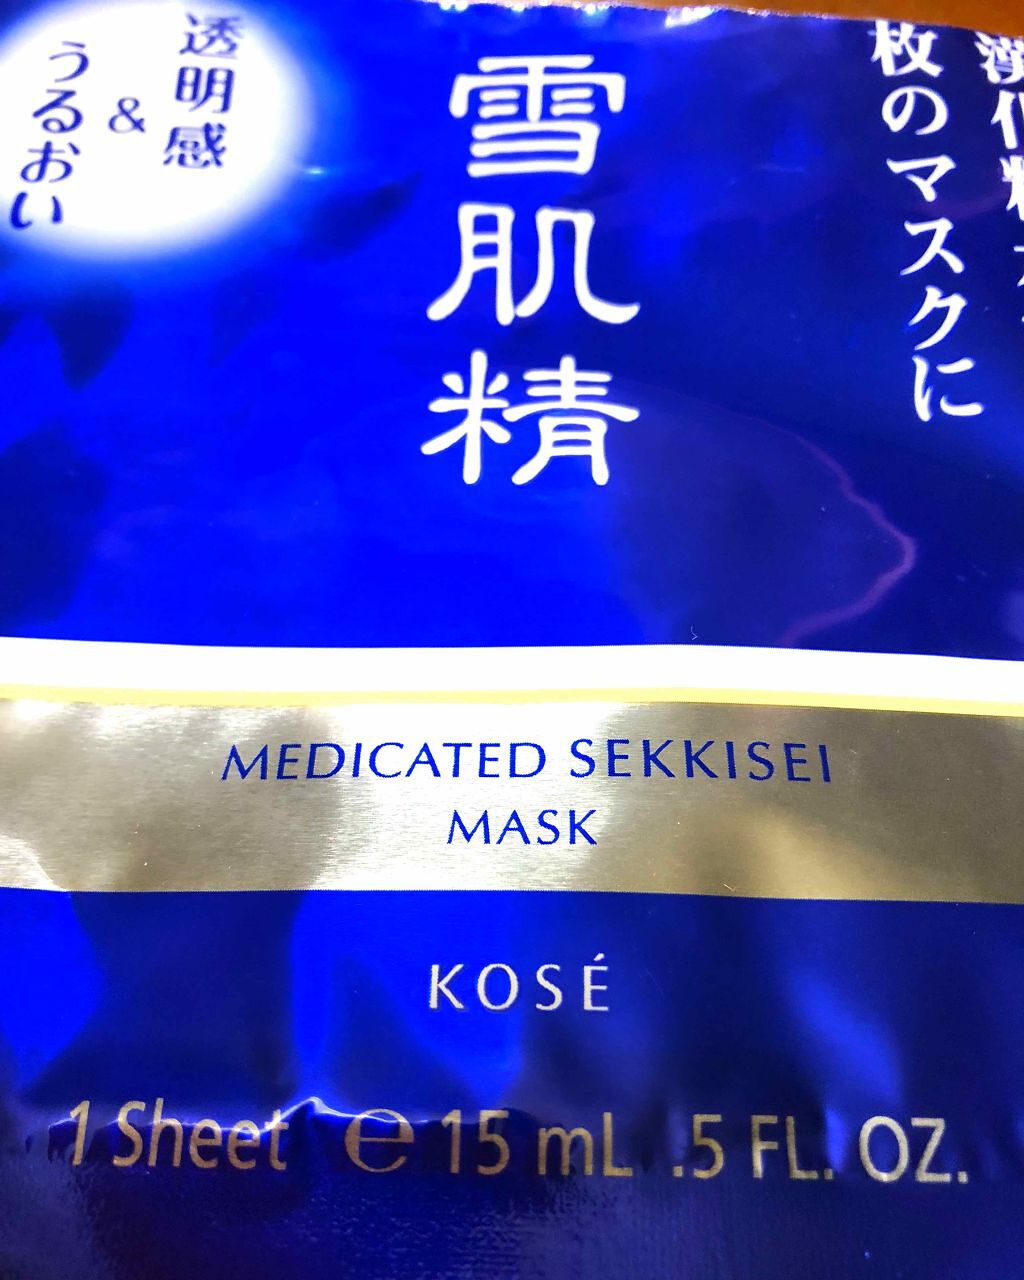 透明感
&
うるおい
雪肌精
枚のマスクに
MEDICATED SEKKISEI
MASK
KOSÉ
1 Sheet ℮ 15 mL .5 FL. OZ.